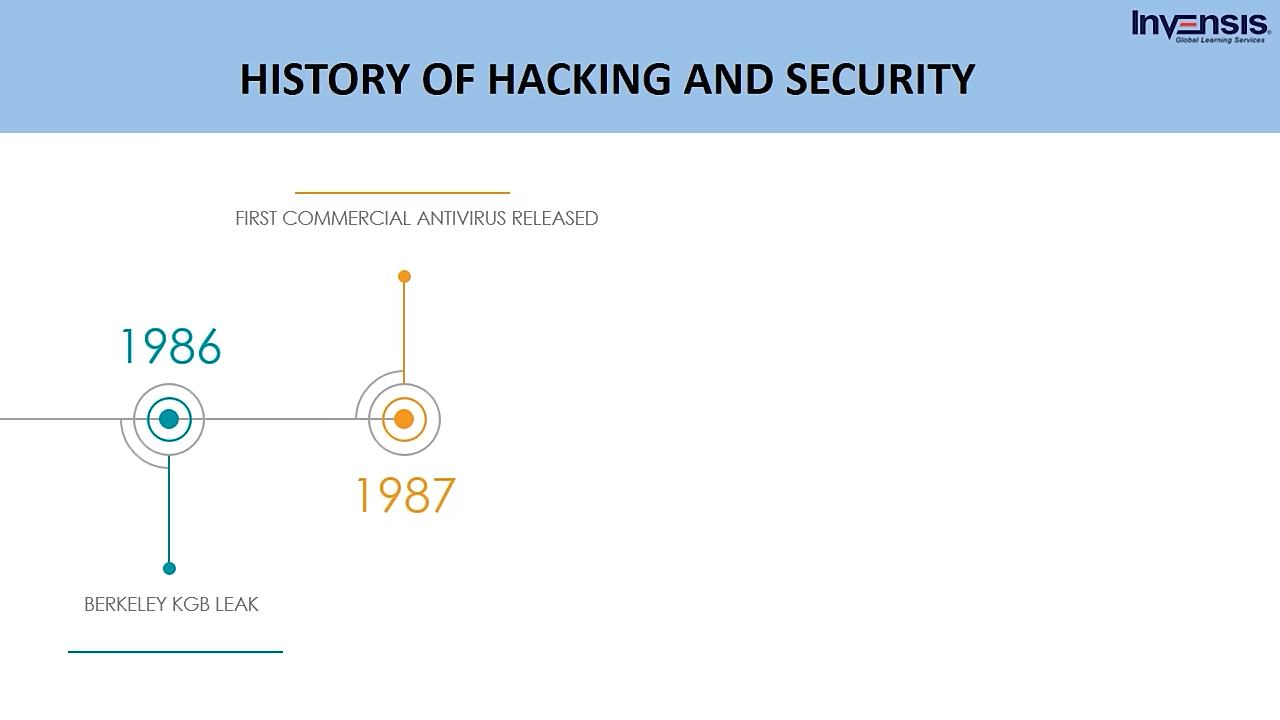 Invensis
Global Learning Services
HISTORY OF HACKING AND SECURITY
FIRST COMMERCIAL ANTIVIRUS RELEASED
1986
1987
BERKELEY KGB LEAK